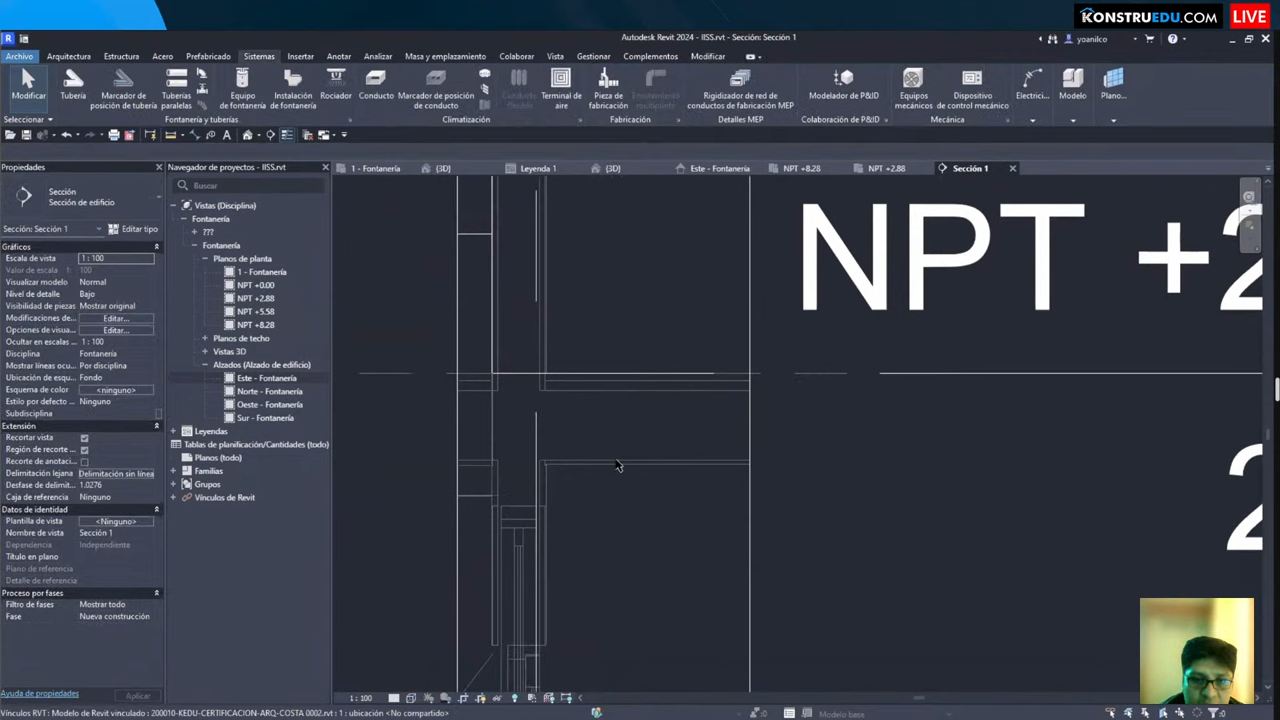 KONSTRUEDU.COM LIVE
Autodesk Revit 2024 - IISS.rvt - Sección: Sección 1
yoanilco
Archivo Arquitectura Estructura Acero Prefabricado Sistemas Insertar Anotar Analizar Masa y emplazamiento Colaborar Vista Gestionar Complementos Modificar
Modificar
Tubería
Marcador de posición de tubería
Tuberías paralelas
Equipo de fontanería
Instalación de fontanería
Rociador
Conducto
Marcador de posición de conducto
Conducto flexible
Terminal de aire
Pieza de fabricación
Rigidizador de red de conductos de fabricación MEP
Modelador de P&ID
Equipos mecánicos
Dispositivo de control mecánico
Electrici...
Modelo
Plano...
Seleccionar Fontanería y tuberías Climatización Fabricación Detalles MEP Colaboración de P&ID Mecánica
Propiedades
Sección
Sección de edificio
Sección: Sección 1 Editar tipo
Gráficos
Escala de vista 1 : 100
Valor de escala 1: 100
Visualizar modelo Normal
Nivel de detalle Bajo
Visibilidad de piezas Mostrar original
Modificaciones de... Editar...
Opciones de visua... Editar...
Ocultar en escalas ... 1 : 100
Disciplina Fontanería
Mostrar líneas ocu... Por disciplina
Ubicación de esqu... Fondo
Esquema de color <ninguno>
Estilo por defecto ... Ninguno
Subdisciplina
Extensión
Recortar vista
Región de recorte ...
Recorte de anotaci...
Delimitación lejana Delimitación sin línea
Desfase de delimit... 1.0276
Caja de referencia Ninguno
Datos de identidad
Plantilla de vista <Ninguno>
Nombre de vista Sección 1
Dependencia Independiente
Título en plano
Plano de referencia
Detalle de referencia
Proceso por fases
Filtro de fases Mostrar todo
Fase Nueva construcción
Ayuda de propiedades Aplicar
Navegador de proyectos - IISS.rvt
Buscar
Vistas (Disciplina)
Fontanería
???
Fontanería
Planos de planta
1 - Fontanería
NPT +0.00
NPT +2.88
NPT +5.58
NPT +8.28
Planos de techo
Vistas 3D
Alzados (Alzado de edificio)
Este - Fontanería
Norte - Fontanería
Oeste - Fontanería
Sur - Fontanería
Leyendas
Tablas de planificación/Cantidades (todo)
Planos (todo)
Familias
Grupos
Vínculos de Revit
1 - Fontanería {3D} Leyenda 1 {3D} Este - Fontanería NPT +8.28 NPT +2.88 Sección 1
NPT +2
2
1 : 100
Vínculos RVT : Modelo de Revit vinculado : 200010-KEDU-CERTIFICACION-ARQ-COSTA 0002.rvt : 1 : ubicación <No compartido>
:0
Modelo base
:0